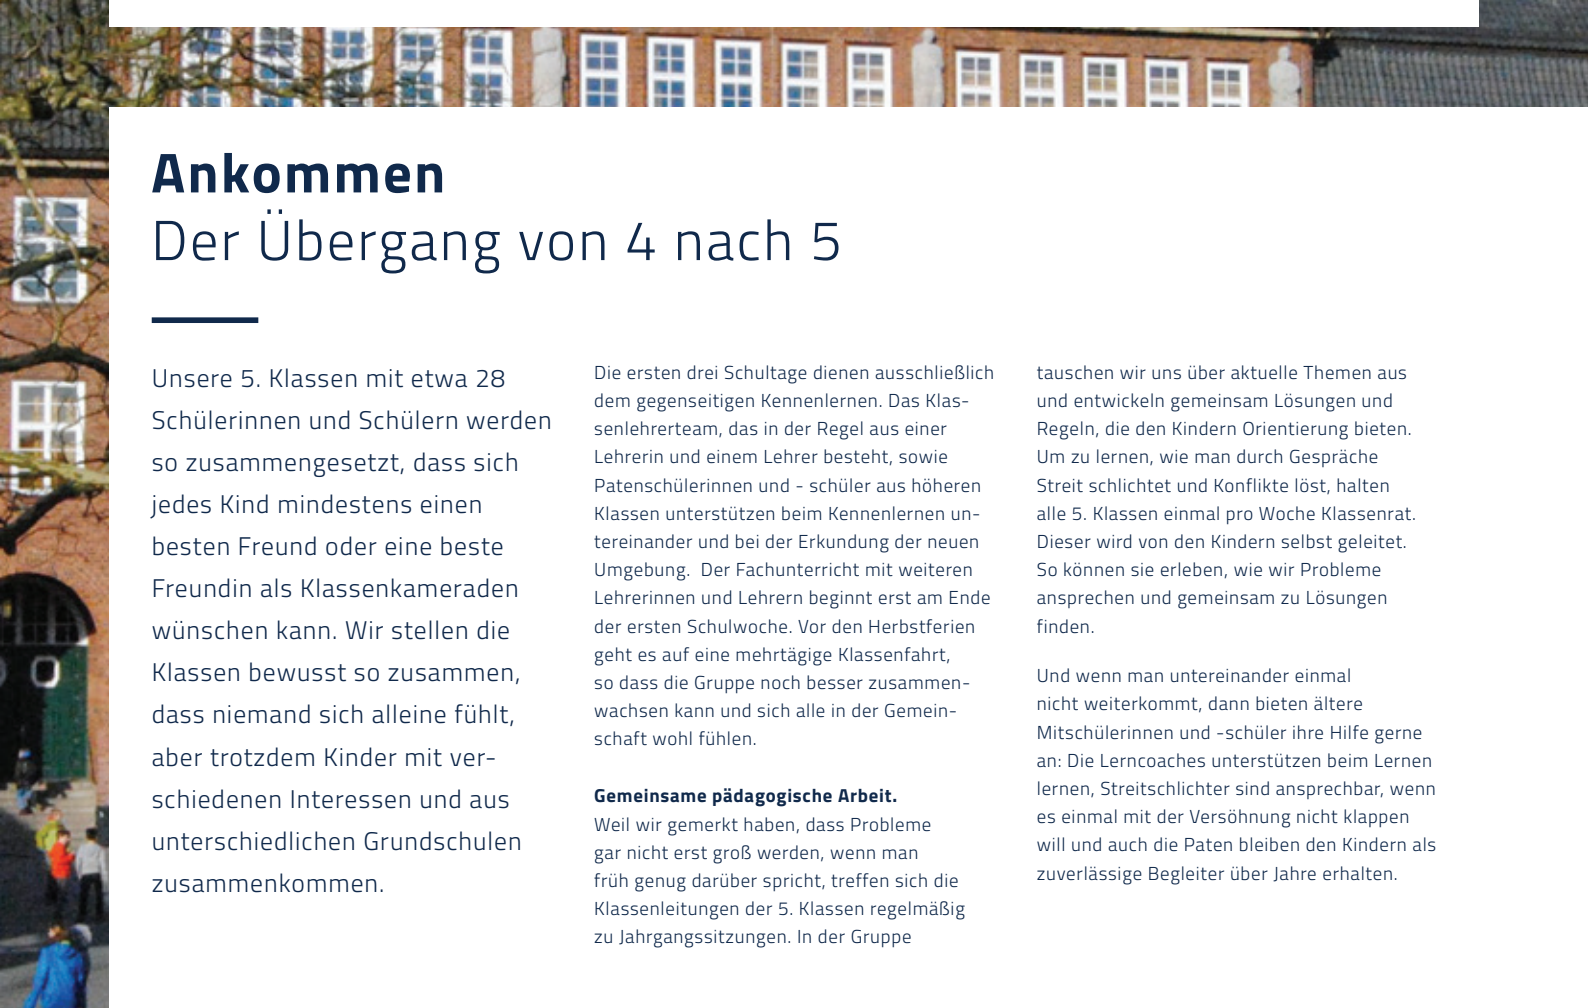 Ankommen
Der Übergang von 4 nach 5
Unsere 5. Klassen mit etwa 28
Schülerinnen und Schülern werden
so zusammengesetzt, dass sich
jedes Kind mindestens einen
besten Freund oder eine beste
Freundin als Klassenkameraden
wünschen kann. Wir stellen die
Klassen bewusst so zusammen,
dass niemand sich alleine fühlt,
aber trotzdem Kinder mit ver-
schiedenen Interessen und aus
unterschiedlichen Grundschulen
zusammenkommen.
Die ersten drei Schultage dienen ausschließlich
dem gegenseitigen Kennenlernen. Das Klas-
senlehrerteam, das in der Regel aus einer
Lehrerin und einem Lehrer besteht, sowie
Patenschülerinnen und - schüler aus höheren
Klassen unterstützen beim Kennenlernen un-
tereinander und bei der Erkundung der neuen
Umgebung.  Der Fachunterricht mit weiteren
Lehrerinnen und Lehrern beginnt erst am Ende
der ersten Schulwoche. Vor den Herbstferien
geht es auf eine mehrtägige Klassenfahrt,
so dass die Gruppe noch besser zusammen-
wachsen kann und sich alle in der Gemein-
schaft wohl fühlen.
Gemeinsame pädagogische Arbeit.
Weil wir gemerkt haben, dass Probleme
gar nicht erst groß werden, wenn man
früh genug darüber spricht, treffen sich die
Klassenleitungen der 5. Klassen regelmäßig
zu Jahrgangssitzungen. In der Gruppe
tauschen wir uns über aktuelle Themen aus
und entwickeln gemeinsam Lösungen und
Regeln, die den Kindern Orientierung bieten.
Um zu lernen, wie man durch Gespräche
Streit schlichtet und Konflikte löst, halten
alle 5. Klassen einmal pro Woche Klassenrat.
Dieser wird von den Kindern selbst geleitet.
So können sie erleben, wie wir Probleme
ansprechen und gemeinsam zu Lösungen
finden.
Und wenn man untereinander einmal
nicht weiterkommt, dann bieten ältere
Mitschülerinnen und -schüler ihre Hilfe gerne
an: Die Lerncoaches unterstützen beim Lernen
lernen, Streitschlichter sind ansprechbar, wenn
es einmal mit der Versöhnung nicht klappen
will und auch die Paten bleiben den Kindern als
zuverlässige Begleiter über Jahre erhalten.